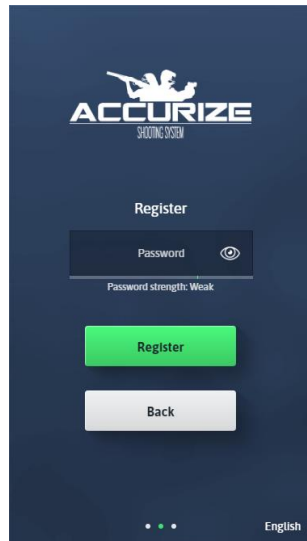 ACCURIZE
SHOOTING SYSTEM
Register
Password
Password strength: Weak
Register
Back
English